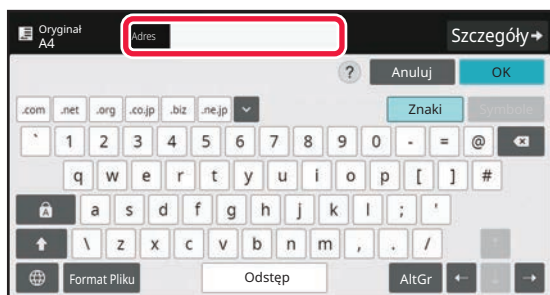 Oryginał
A4
Adres
Szczegóły
? Anuluj OK
.com .net .org .co.jp .biz .ne.jp Znaki Symbole
` 1 2 3 4 5 6 7 8 9 0 - = @
q w e r t y u i o p [ ] #
A a s d f g h j k l ; '
\ z x c v b n m , . /
Format Pliku Odstęp AltGr